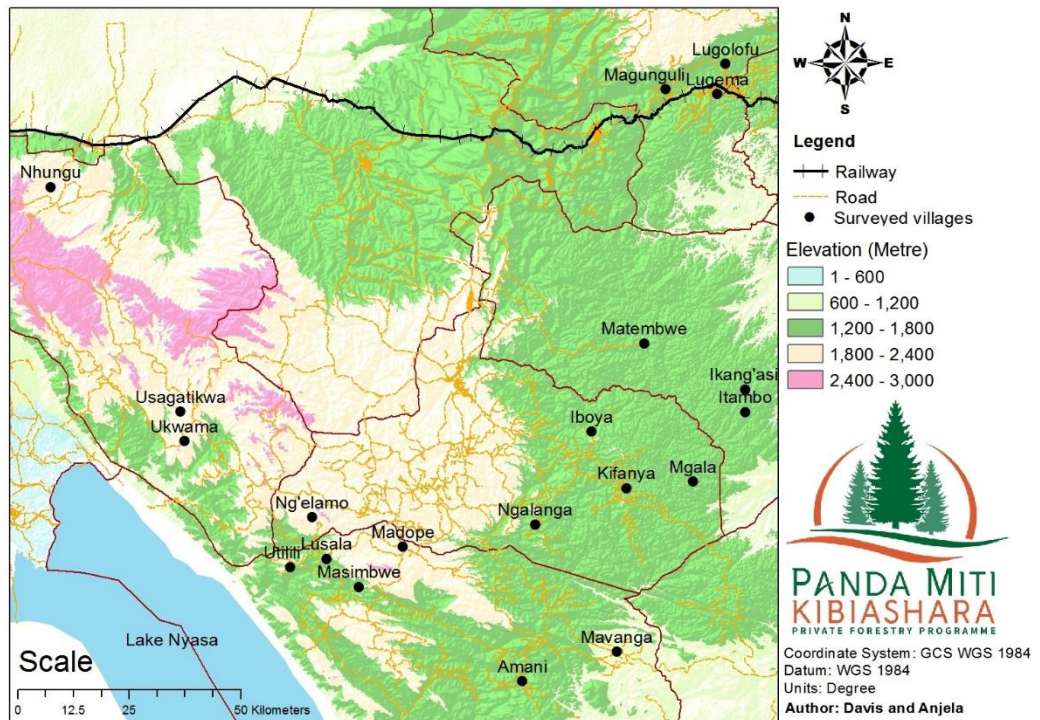 Lugolofu
Magunguli
Lugema
Nhungu
Matembwe
Ikang'asi
Itambo
Usagatikwa
Ukwama
Iboya
Kifanya
Mgala
Ng'elamo
Ngalanga
Madope
Lusala
Utilili
Masimbwe
Lake Nyasa
Mavanga
Amani
Scale
0 12.5 25 50 Kilometers
N
W E
S
Legend
Railway
Road
Surveyed villages
Elevation (Metre)
1 - 600
600 - 1,200
1,200 - 1,800
1,800 - 2,400
2,400 - 3,000
PANDA MITI
KIBIASHARA
PRIVATE FORESTRY PROGRAMME
Coordinate System: GCS WGS 1984
Datum: WGS 1984
Units: Degree
Author: Davis and Anjela